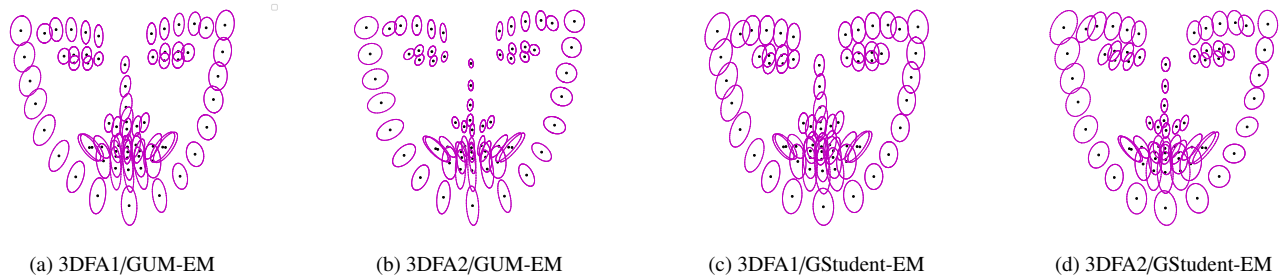 (a) 3DFA1/GUM-EM
(b) 3DFA2/GUM-EM
(c) 3DFA1/GStudent-EM
(d) 3DFA2/GStudent-EM